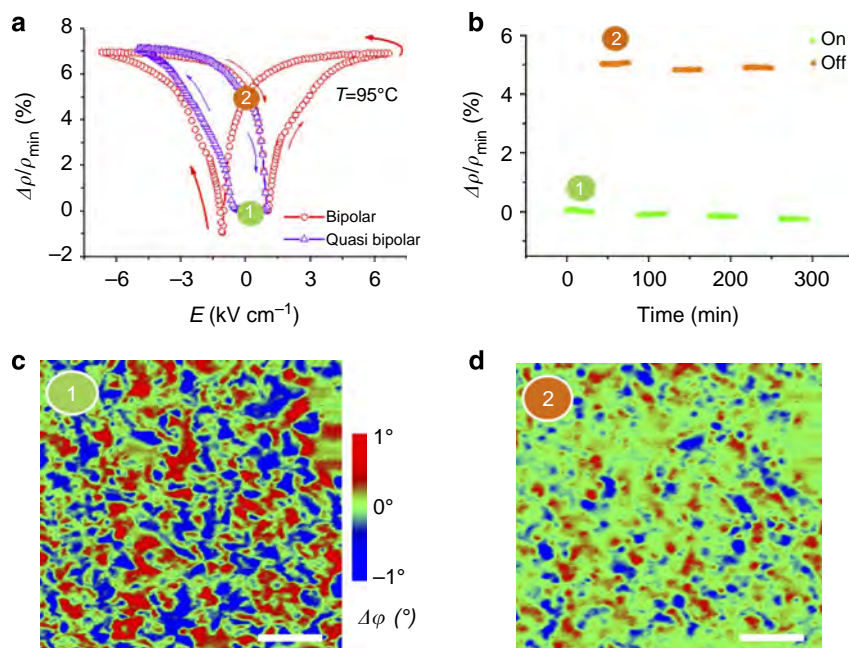 a
8
6
4
2
0
–2
Δρ/ρmin (%)
–6
–3
0
3
6
E (kV cm–1)
T=95°C
2
1
Bipolar
Quasi bipolar
b
6
4
2
0
Δρ/ρmin (%)
0
100
200
300
Time (min)
2
1
On
Off
c
1
1°
0°
–1°
Δφ (°)
d
2